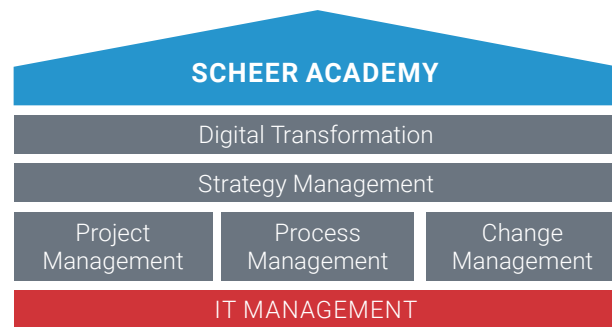 SCHEER ACADEMY
Digital Transformation
Strategy Management
Project
Management
Process
Management
Change
Management
IT MANAGEMENT